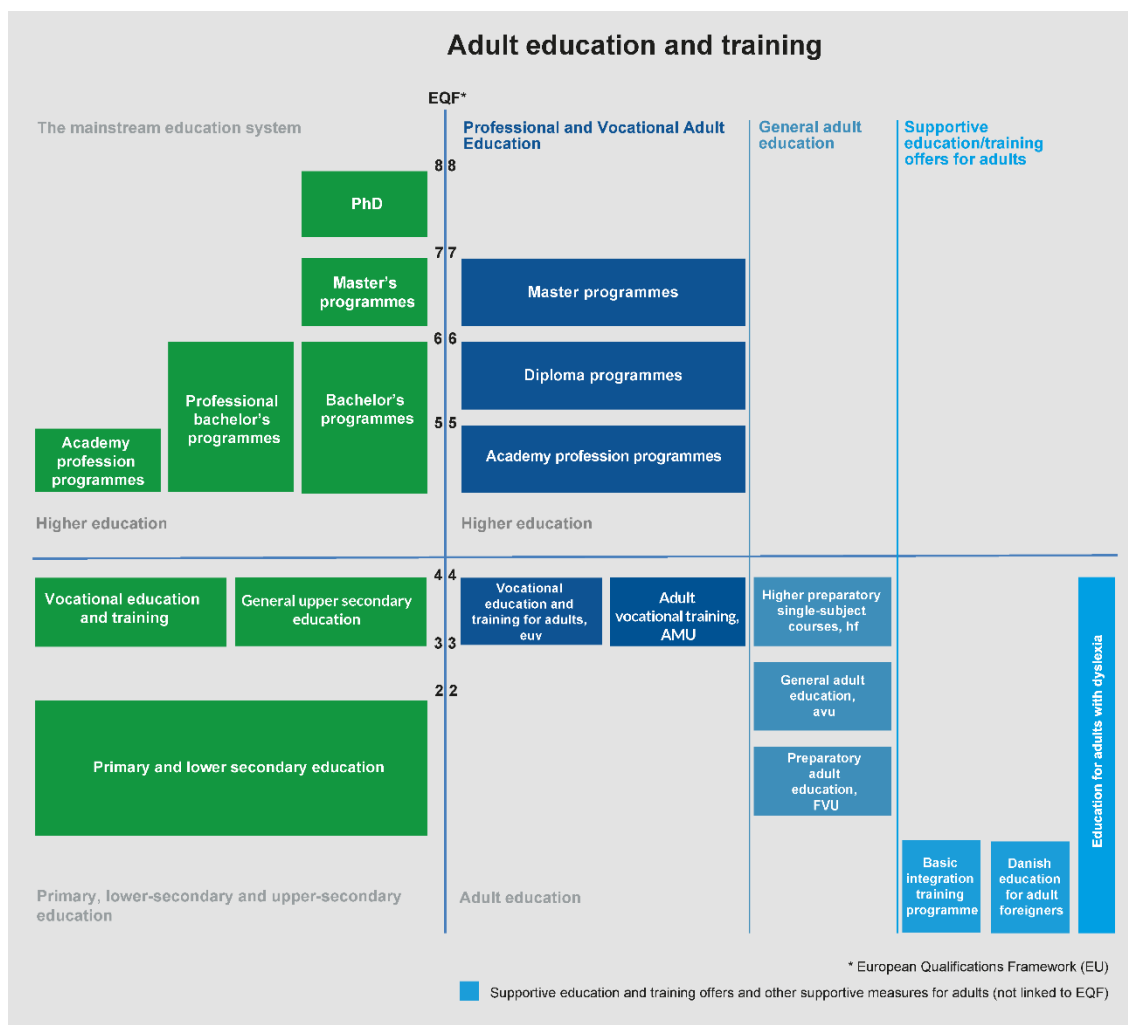 Adult education and training
EQF*
The mainstream education system
Professional and Vocational Adult
Education
General adult
education
Supportive
education/training
offers for adults
8 8
PhD
7 7
Master's
programmes
Master programmes
6 6
Professional
bachelor's
programmes
Bachelor's
programmes
Diploma programmes
5 5
Academy
profession
programmes
Academy profession programmes
Higher education
Higher education
4 4
Vocational education
and training
General upper secondary
education
Vocational
education and
training for adults,
euv
Adult
vocational training,
AMU
Higher preparatory
single-subject
courses, hf
3 3
General adult
education,
avu
2 2
Primary and lower secondary education
Preparatory
adult
education,
FVU
Education for adults with dyslexia
Basic
integration
training
programme
Danish
education
for adult
foreigners
Primary, lower-secondary and upper-secondary
education
Adult education
* European Qualifications Framework (EU)
Supportive education and training offers and other supportive measures for adults (not linked to EQF)